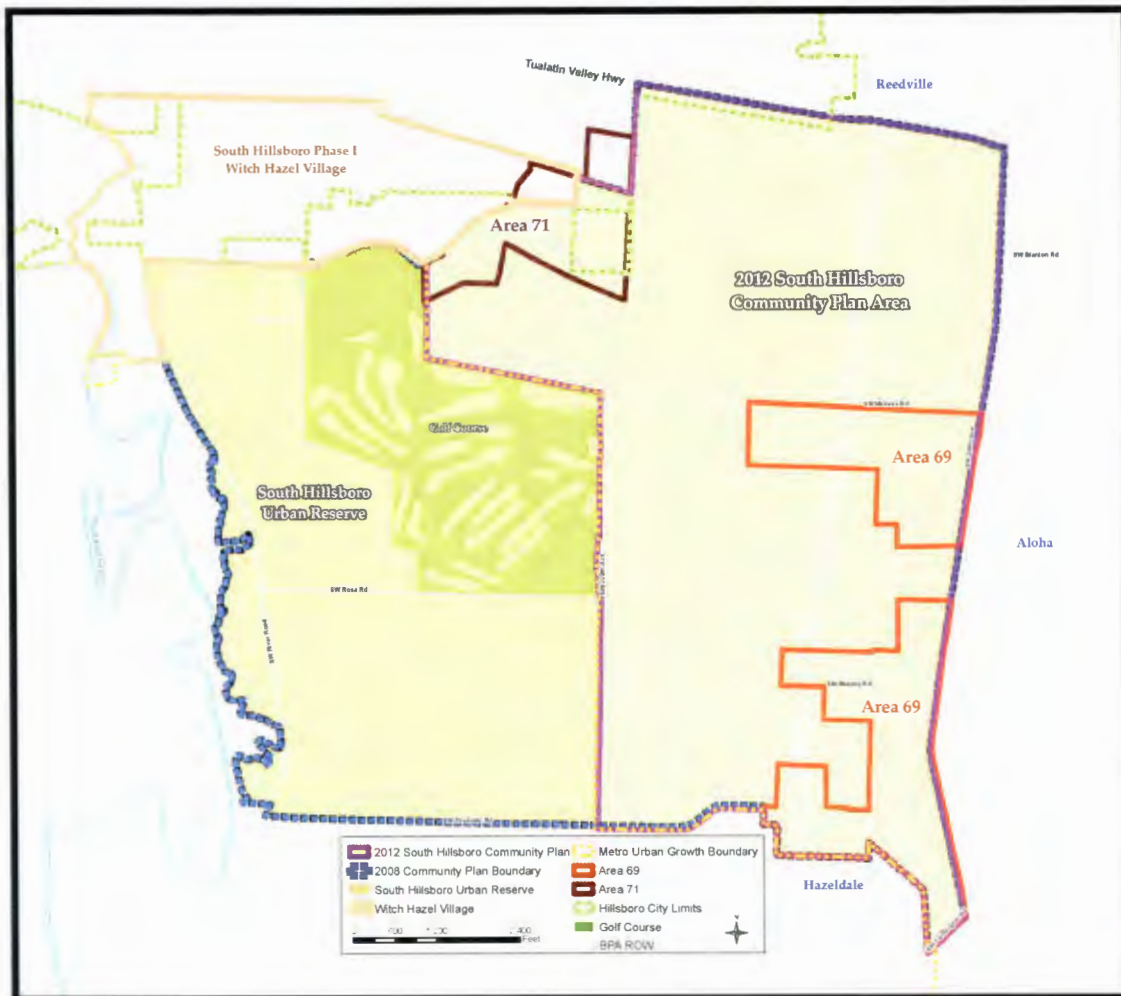 Tualatin Valley Hwy
Reedville
South Hillsboro Phase I
Witch Hazel Village
Area 71
SW Blanton Rd
2012 South Hillsboro
Community Plan Area
Golf Course
Area 69
South Hillsboro
Urban Reserve
Aloha
SW Rosa Rd
Area 69
Hazeldale
2012 South Hillsboro Community Plan
2008 Community Plan Boundary
South Hillsboro Urban Reserve
Witch Hazel Village
Feet
Metro Urban Growth Boundary
Area 69
Area 71
Hillsboro City Limits
Golf Course
BPA ROW